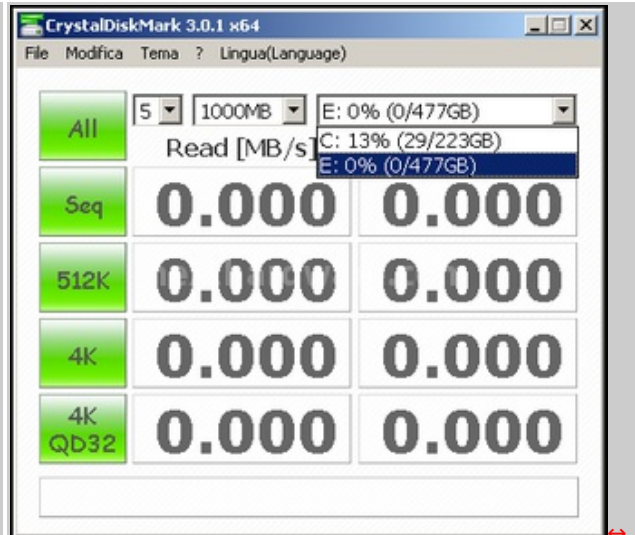 CrystalDiskMark 3.0.1 x64
File Modifica Tema ? Lingua(Language)
All 5 1000MB E: 0% (0/477GB)
C: 13% (29/223GB)
Read [MB/s]
E: 0% (0/477GB)
Seq 0.000 0.000
512K 0.000 0.000
4K 0.000 0.000
4K
QD32 0.000 0.000